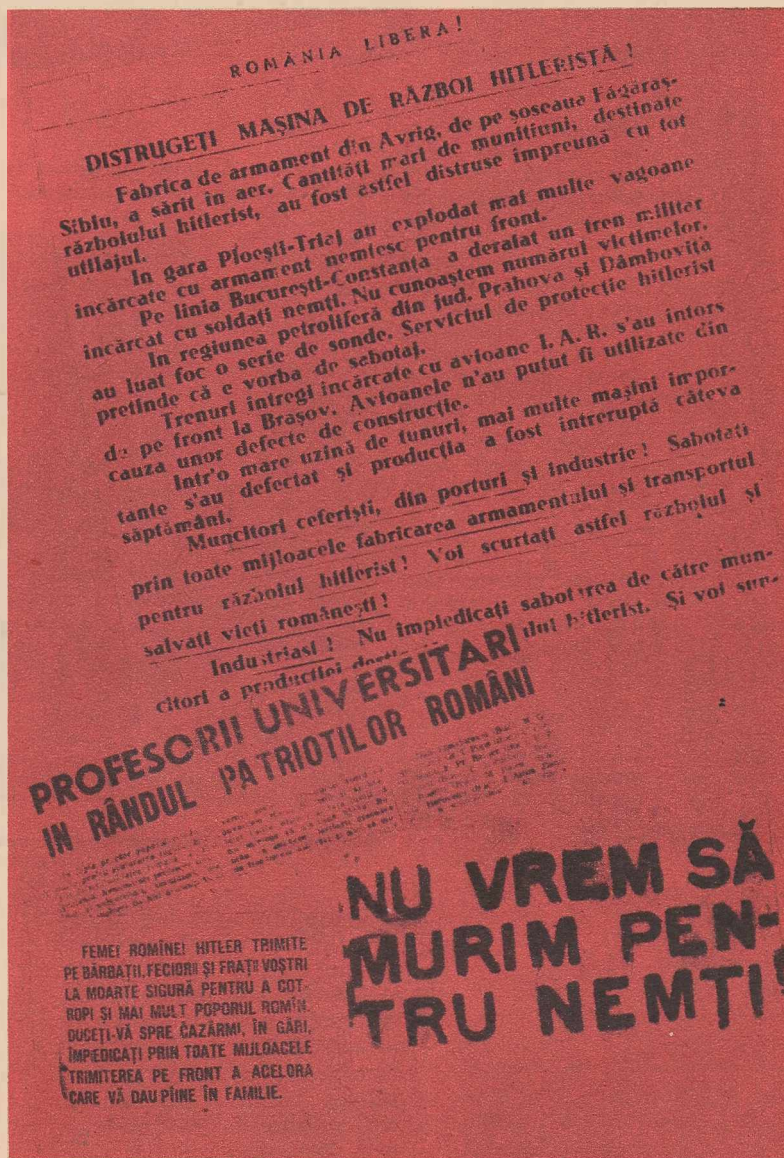 ROMÂNIA LIBERA!
DISTRUGEȚI MAȘINA DE RĂZBOI HITLERISTĂ!
Fabrica de armament din Avrig, de pe șoseaua Făgăraș-
Sibiu, a sărit în aer. Cantități mari de munițiuni, destinate
războiului hitlerist, au fost astfel distruse împreună cu tot
utilajul.
In gara Ploești-Triaj au explodat mai multe vagoane
încărcate cu armament nemțesc pentru front.
Pe linia București-Constanța a deraiat un tren militar
încărcat cu soldați nemți. Nu cunoaștem numărul victimelor.
In regiunea petroliferă din jud. Prahova și Dâmbovița
au luat foc o serie de sonde. Serviciul de protecție hitlerist
pretinde că e vorba de sabotaj.
Trenuri întregi încărcate cu avioane I. A. R. s'au întors
de pe front la Brașov. Avioanele n'au putut fi utilizate din
cauza unor defecte de construcție.
Intr'o mare uzină de tunuri, mai multe mașini impor-
tante s'au defectat și producția a fost întreruptă câteva
săptămâni.
Muncitori ceferiști, din porturi și industrie! Sabotați
prin toate mijloacele fabricarea armamentului și transportul
pentru războiul hitlerist! Voi scurtați astfel războiul și
salvați vieți românești!
Industriași! Nu împiedicați sabotarea de către mun-
citori a producției hitlerist. Și voi
PROFESORII UNIVERSITARI
IN RÂNDUL PATRIOȚILOR ROMÂNI
NU VREM SĂ
MURIM PEN-
TRU NEMȚI!
FEMEI ROMÎNE! HITLER TRIMITE
PE BĂRBAȚII, FECIORII ȘI FRAȚII VOȘTRI
LA MOARTE SIGURĂ PENTRU A COT-
ROPI ȘI MAI MULT POPORUL ROMÎN.
DUCEȚI-VĂ SPRE CAZĂRMI, ÎN GĂRI,
ÎMPIEDICAȚI PRIN TOATE MIJLOACELE
TRIMITEREA PE FRONT A ACELORA
CARE VĂ DAU PÎINE ÎN FAMILIE.